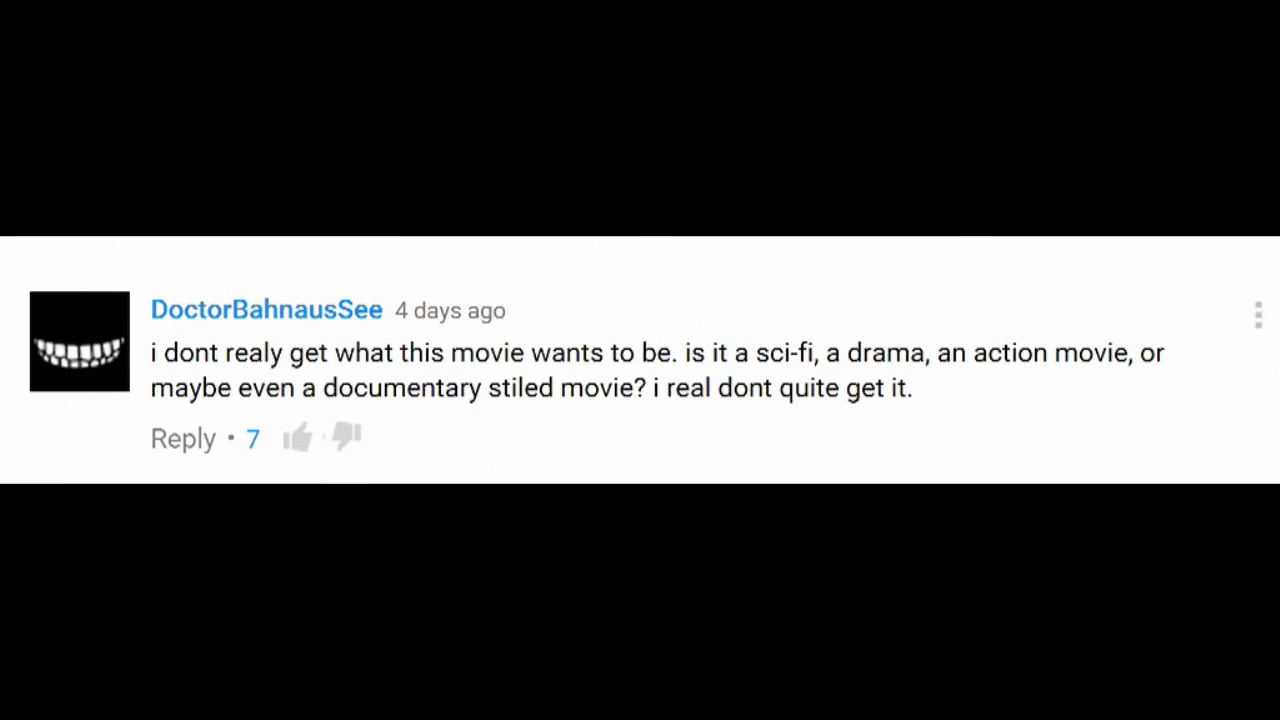 DoctorBahnausSee 4 days ago
i dont realy get what this movie wants to be. is it a sci-fi, a drama, an action movie, or
maybe even a documentary stiled movie? i real dont quite get it.
Reply • 7